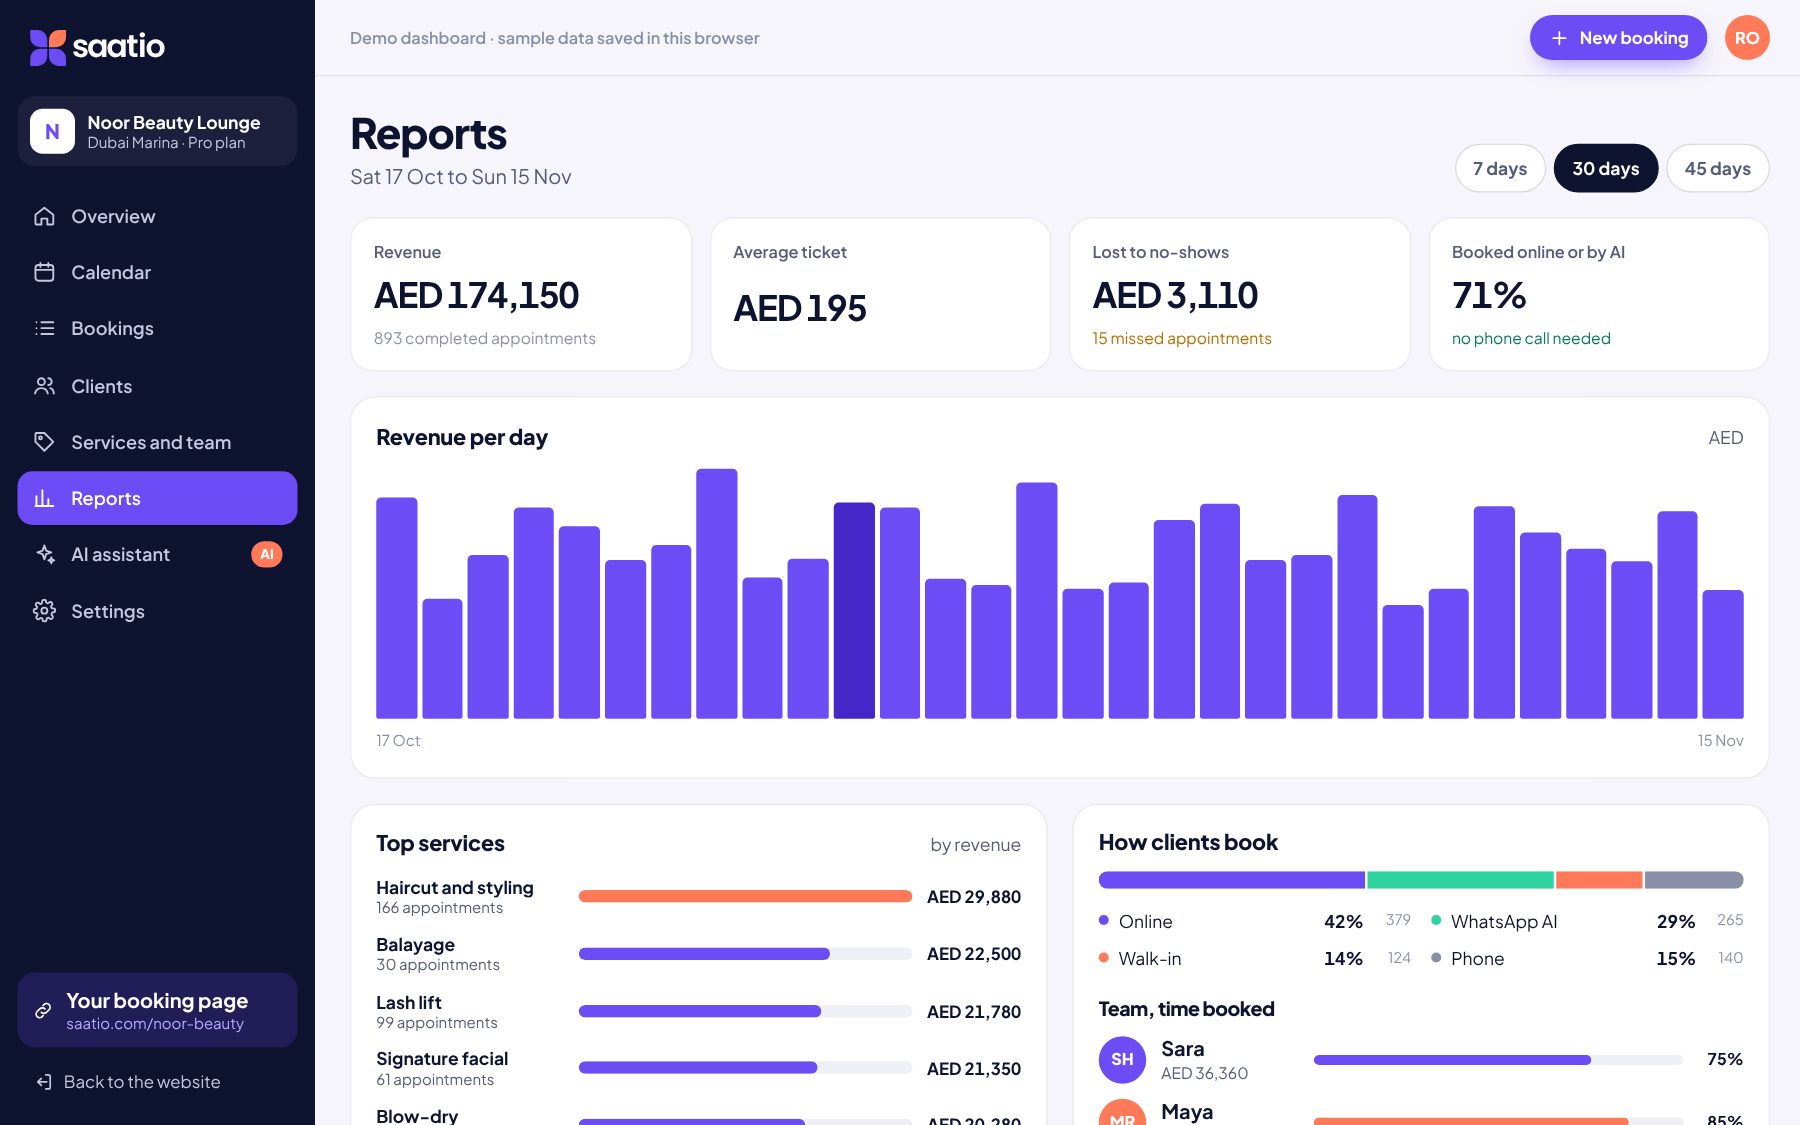 saatio
Noor Beauty Lounge
Dubai Marina · Pro plan
Overview
Calendar
Bookings
Clients
Services and team
Reports
AI assistant AI
Settings
Your booking page
saatio.com/noor-beauty
Back to the website
Demo dashboard · sample data saved in this browser
+ New booking
RO
Reports
Sat 17 Oct to Sun 15 Nov
7 days 30 days 45 days
Revenue
AED 174,150
893 completed appointments
Average ticket
AED 195
Lost to no-shows
AED 3,110
15 missed appointments
Booked online or by AI
71%
no phone call needed
Revenue per day AED
17 Oct 15 Nov
Top services by revenue
Haircut and styling
166 appointments
AED 29,880
Balayage
30 appointments
AED 22,500
Lash lift
99 appointments
AED 21,780
Signature facial
61 appointments
AED 21,350
Blow-dry
AED 20,280
How clients book
Online 42% 379
WhatsApp AI 29% 265
Walk-in 14% 124
Phone 15% 140
Team, time booked
SH
Sara
AED 36,360
75%
MR
Maya
85%
N